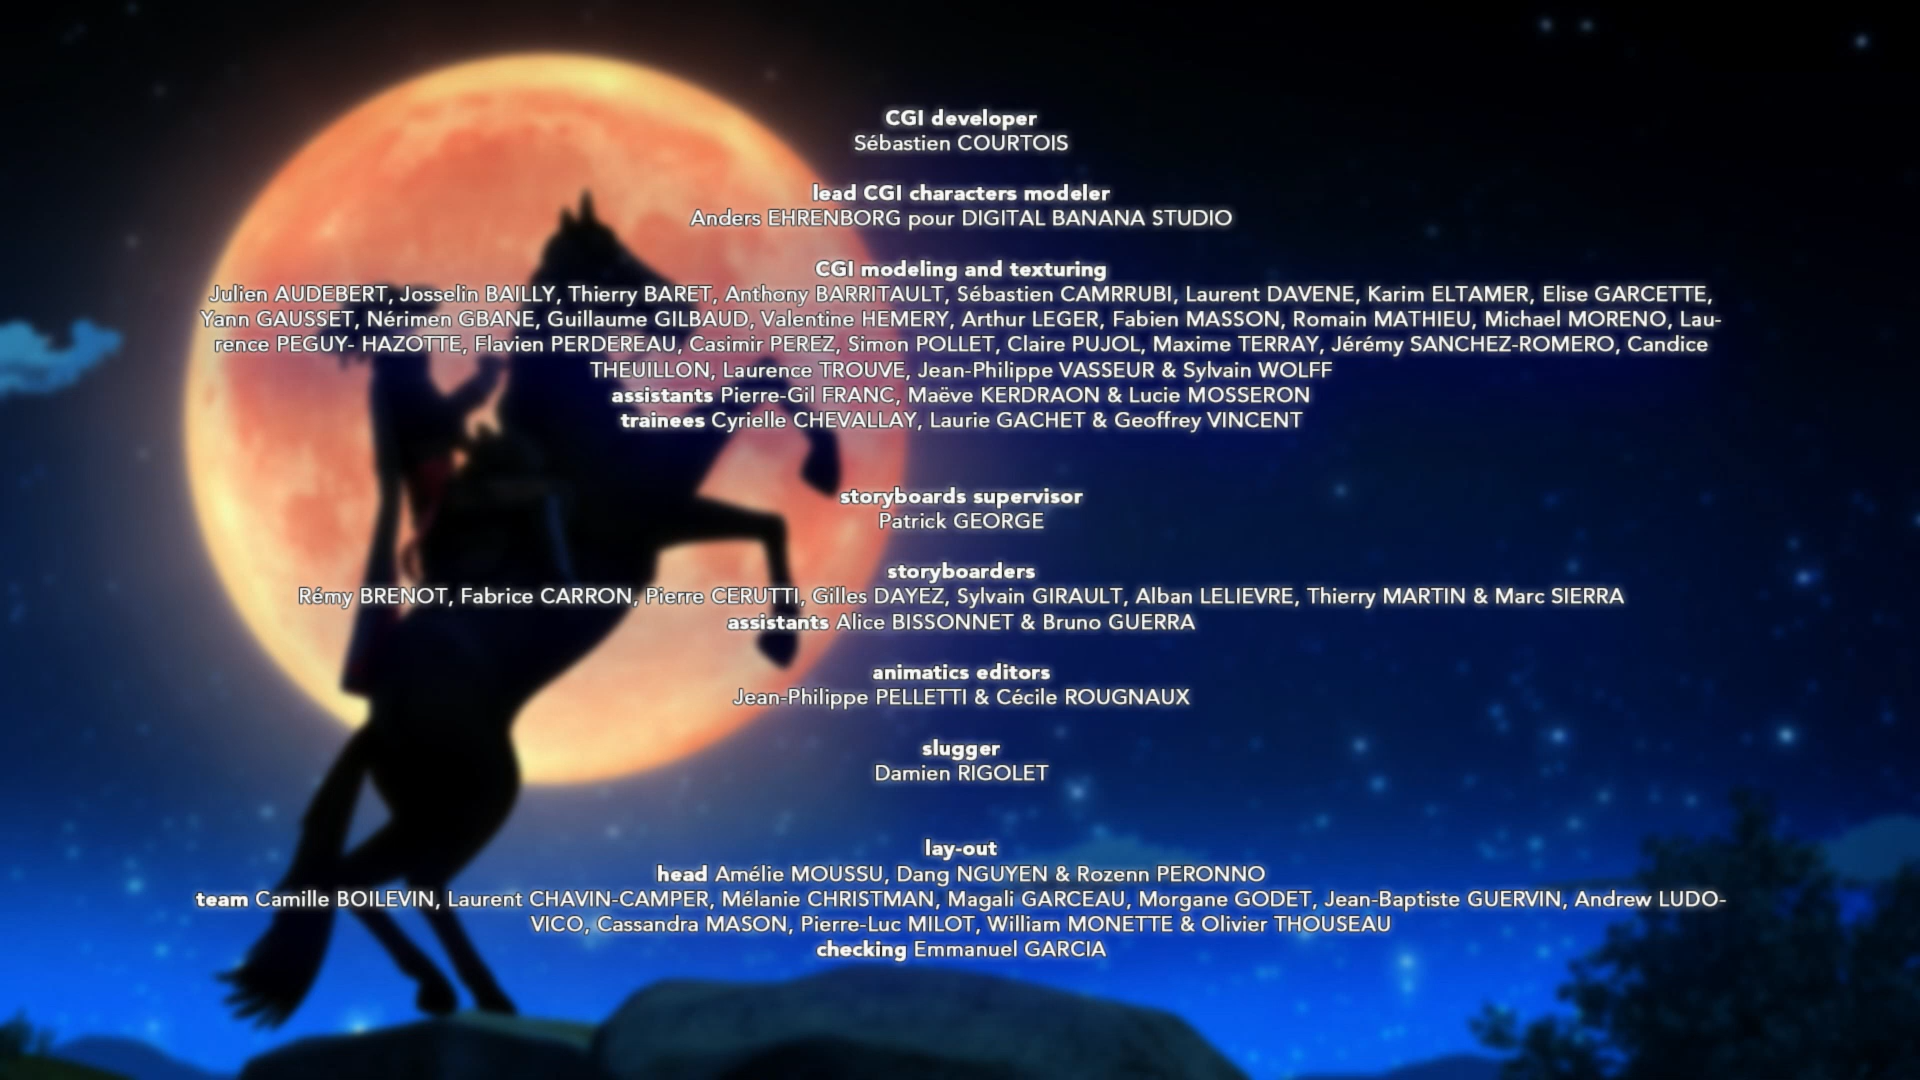 CGI developer
Sébastien COURTOIS
lead CGI characters modeler
Anders EHRENBORG pour DIGITAL BANANA STUDIO
CGI modeling and texturing
Julien AUDEBERT, Josselin BAILLY, Thierry BARET, Anthony BARRITAULT, Sébastien CAMRRUBI, Laurent DAVENE, Karim ELTAMER, Elise GARCETTE,
Yann GAUSSET, Nérimen GBANE, Guillaume GILBAUD, Valentine HEMERY, Arthur LEGER, Fabien MASSON, Romain MATHIEU, Michael MORENO, Lau-
rence PEGUY- HAZOTTE, Flavien PERDEREAU, Casimir PEREZ, Simon POLLET, Claire PUJOL, Maxime TERRAY, Jérémy SANCHEZ-ROMERO, Candice
THEUILLON, Laurence TROUVE, Jean-Philippe VASSEUR & Sylvain WOLFF
assistants Pierre-Gil FRANC, Maëve KERDRAON & Lucie MOSSERON
trainees Cyrielle CHEVALLAY, Laurie GACHET & Geoffrey VINCENT
storyboards supervisor
Patrick GEORGE
storyboarders
Rémy BRENOT, Fabrice CARRON, Pierre CERUTTI, Gilles DAYEZ, Sylvain GIRAULT, Alban LELIEVRE, Thierry MARTIN & Marc SIERRA
assistants Alice BISSONNET & Bruno GUERRA
animatics editors
Jean-Philippe PELLETTI & Cécile ROUGNAUX
slugger
Damien RIGOLET
lay-out
head Amélie MOUSSU, Dang NGUYEN & Rozenn PERONNO
team Camille BOILEVIN, Laurent CHAVIN-CAMPER, Mélanie CHRISTMAN, Magali GARCEAU, Morgane GODET, Jean-Baptiste GUERVIN, Andrew LUDO-
VICO, Cassandra MASON, Pierre-Luc MILOT, William MONETTE & Olivier THOUSEAU
checking Emmanuel GARCIA